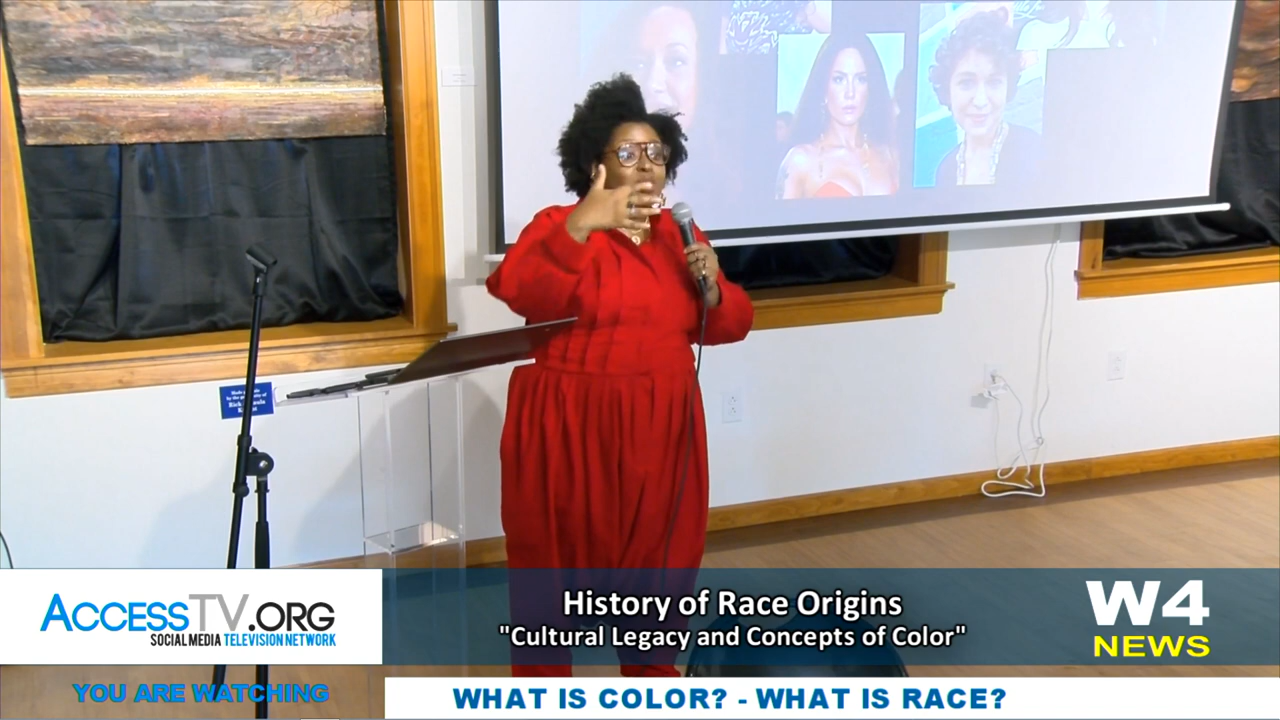 Rich
ACCESSTV.ORG
SOCIAL MEDIA TELEVISION NETWORK
History of Race Origins
"Cultural Legacy and Concepts of Color"
W4
NEWS
YOU ARE WATCHING
WHAT IS COLOR? - WHAT IS RACE?